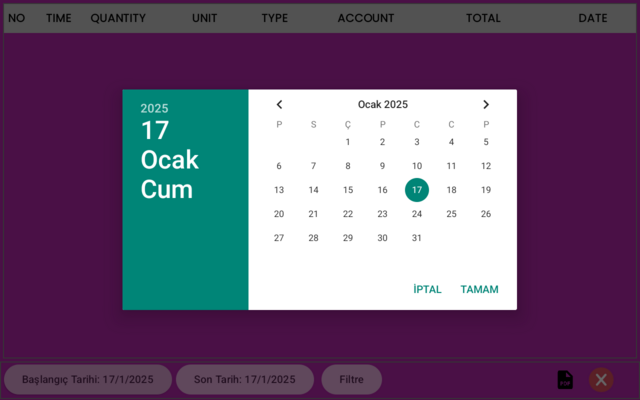 NO TIME QUANTITY UNIT TYPE ACCOUNT TOTAL DATE
2025
17
Ocak
Cum
Ocak 2025
P S Ç P C C P
1 2 3 4 5
6 7 8 9 10 11 12
13 14 15 16 17 18 19
20 21 22 23 24 25 26
27 28 29 30 31
İPTAL TAMAM
Başlangıç Tarihi: 17/1/2025 Son Tarih: 17/1/2025 Filtre PDF X